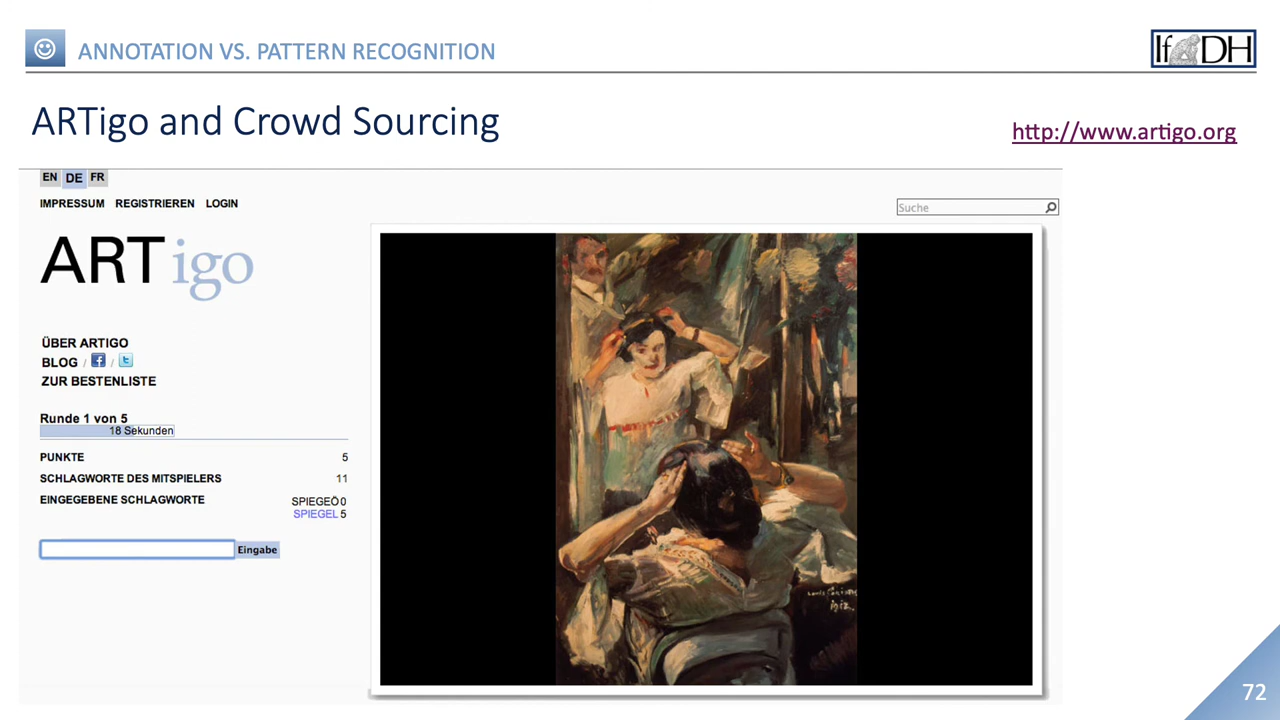 ANNOTATION VS. PATTERN RECOGNITION
IfDH
ARTigo and Crowd Sourcing
http://www.artigo.org
EN DE FR
IMPRESSUM REGISTRIEREN LOGIN
Suche
ARTigo
ÜBER ARTIGO
BLOG / f / t
ZUR BESTENLISTE
Runde 1 von 5
18 Sekunden
PUNKTE 5
SCHLAGWORTE DES MITSPIELERS 11
EINGEGEBENE SCHLAGWORTE SPIEGEÖ 0
SPIEGEL 5
Eingabe
1912
72